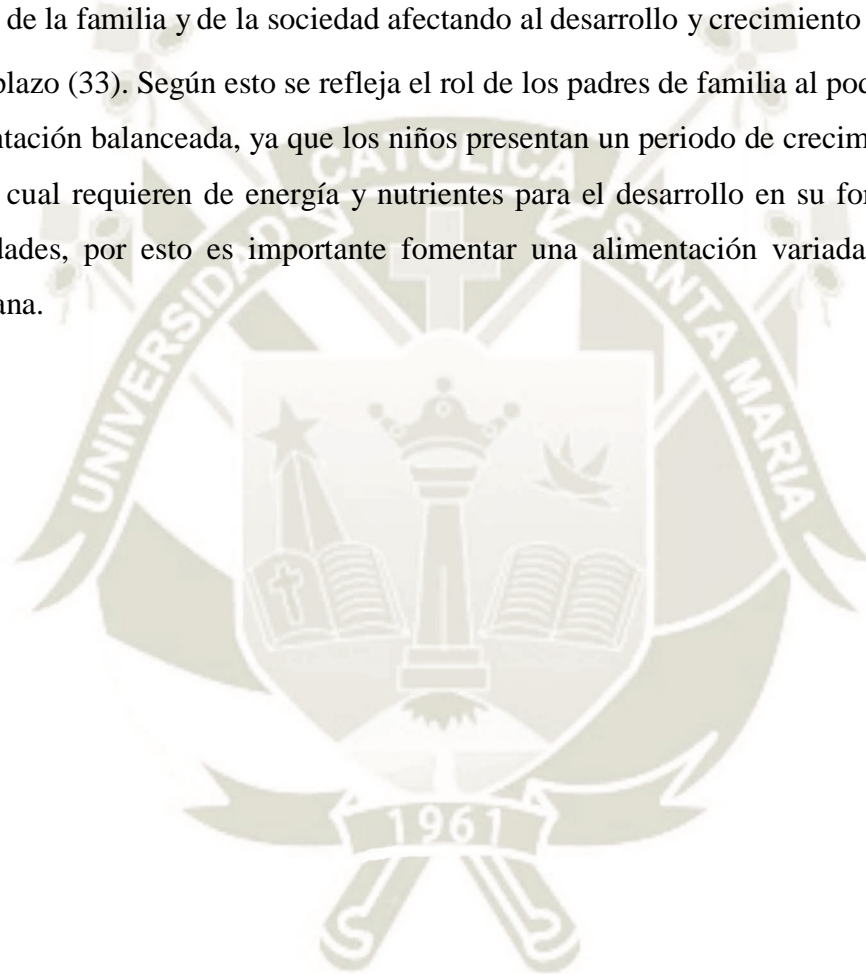 de la familia y de la sociedad afectando al desarrollo y crecimiento
plazo (33). Según esto se refleja el rol de los padres de familia al pod
ntación balanceada, ya que los niños presentan un periodo de crecim
cual requieren de energía y nutrientes para el desarrollo en su for
dades, por esto es importante fomentar una alimentación variada
ana.
UNIVERSIDAD CATOLICA SANTA MARIA
1961